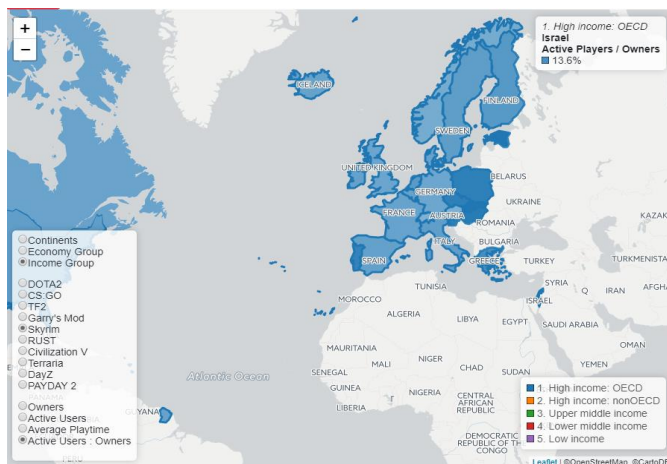 +
−
1. High income: OECD
Israel
Active Players / Owners
13.6%
ICELAND
FINLAND
SWEDEN
UNITED KINGDOM
BELARUS
GERMANY
UKRAINE
FRANCE
AUSTRIA
ROMANIA
KAZAK
ITALY
BULGARIA
SPAIN
GREECE
TURKEY
TURKMENISTA
TUNISIA
SYRIA
MOROCCO
ISRAEL
IRAN
AFGHA
ALGERIA
LIBYA
EGYPT
SAUDI ARABIA
OMAN
MAURITANIA
NIGER
SENEGAL
MALI
CHAD
SUDAN
YEMEN
GUINEA
NIGERIA
LIBERIA
CENTRAL
AFRICAN
REPUBLIC
DEMOCRATIC
REPUBLIC OF THE
CONGO
Atlantic Ocean
GUYANA
Continents
Economy Group
Income Group
DOTA2
CS:GO
TF2
Garry's Mod
Skyrim
RUST
Civilization V
Terraria
DayZ
PAYDAY 2
Owners
Active Users
Average Playtime
Active Users : Owners
1. High income: OECD
2. High income: nonOECD
3. Upper middle income
4. Lower middle income
5. Low income
Leaflet | ©OpenStreetMap, ©CartoDB